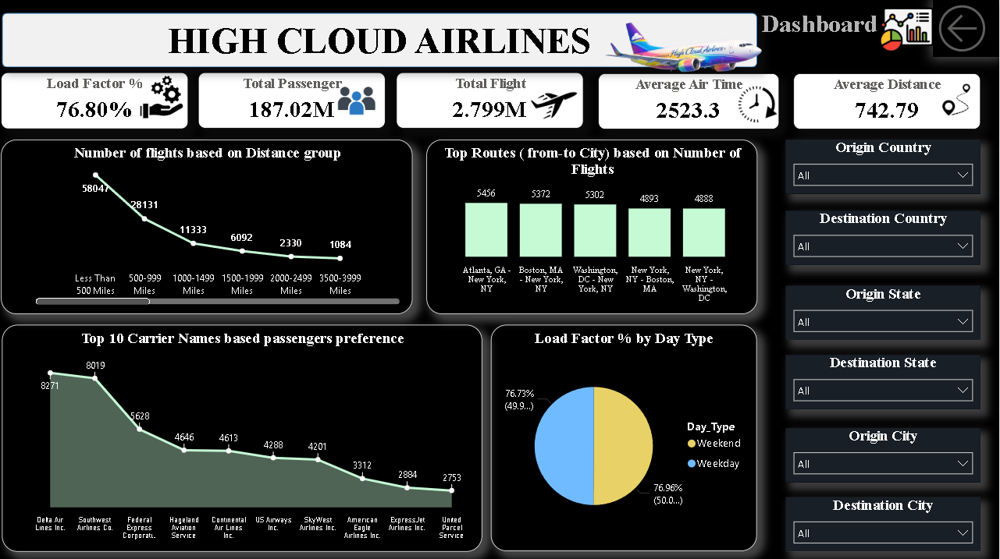 HIGH CLOUD AIRLINES
High Cloud Airlines
Dashboard
Load Factor %
76.80%
Total Passenger
187.02M
Total Flight
2.799M
Average Air Time
2523.3
Average Distance
742.79
Number of flights based on Distance group
58047
28131
11333
6092
2330
1084
Less Than
500 Miles
500-999
Miles
1000-1499
Miles
1500-1999
Miles
2000-2499
Miles
3500-3999
Miles
Top Routes ( from-to City) based on Number of
Flights
5456
5372
5302
4893
4888
Atlanta, GA -
New York,
NY
Boston, MA
- New York,
NY
Washington,
DC - New
York, NY
New York,
NY - Boston,
MA
New York,
NY -
Washington,
DC
Top 10 Carrier Names based passengers preference
8271
8019
5628
4646
4613
4288
4201
3312
2884
2753
Delta Air
Lines Inc.
Southwest
Airlines Co.
Federal
Express
Corporati..
Hageland
Aviation
Service
Continental
Air Lines
Inc.
US Airways
Inc.
SkyWest
Airlines Inc.
American
Eagle
Airlines Inc.
ExpressJet
Airlines Inc.
United
Parcel
Service
Load Factor % by Day Type
76.73%
(49.9...)
76.96%
(50.0...)
Day_Type
Weekend
Weekday
Origin Country
All
Destination Country
All
Origin State
All
Destination State
All
Origin City
All
Destination City
All